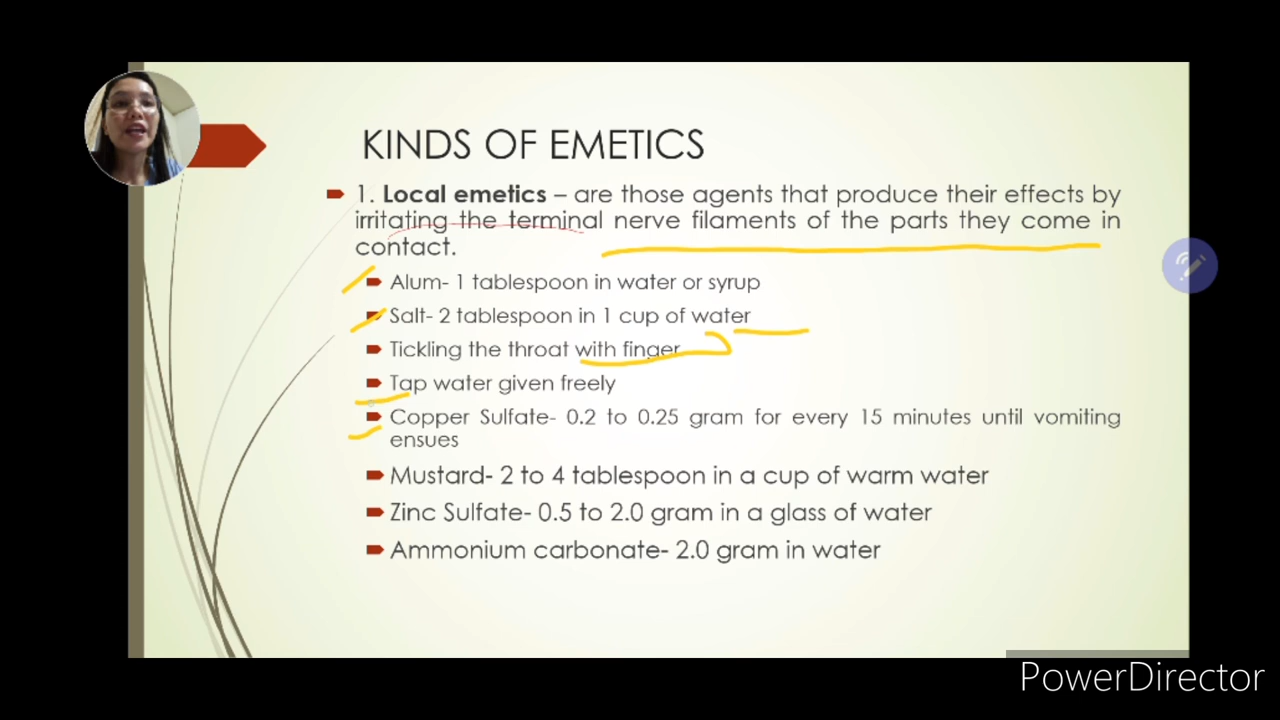 KINDS OF EMETICS
1. Local emetics – are those agents that produce their effects by
irritating the terminal nerve filaments of the parts they come in
contact.
Alum- 1 tablespoon in water or syrup
Salt- 2 tablespoon in 1 cup of water
Tickling the throat with finger
Tap water given freely
Copper Sulfate- 0.2 to 0.25 gram for every 15 minutes until vomiting
ensues
Mustard- 2 to 4 tablespoon in a cup of warm water
Zinc Sulfate- 0.5 to 2.0 gram in a glass of water
Ammonium carbonate- 2.0 gram in water
PowerDirector